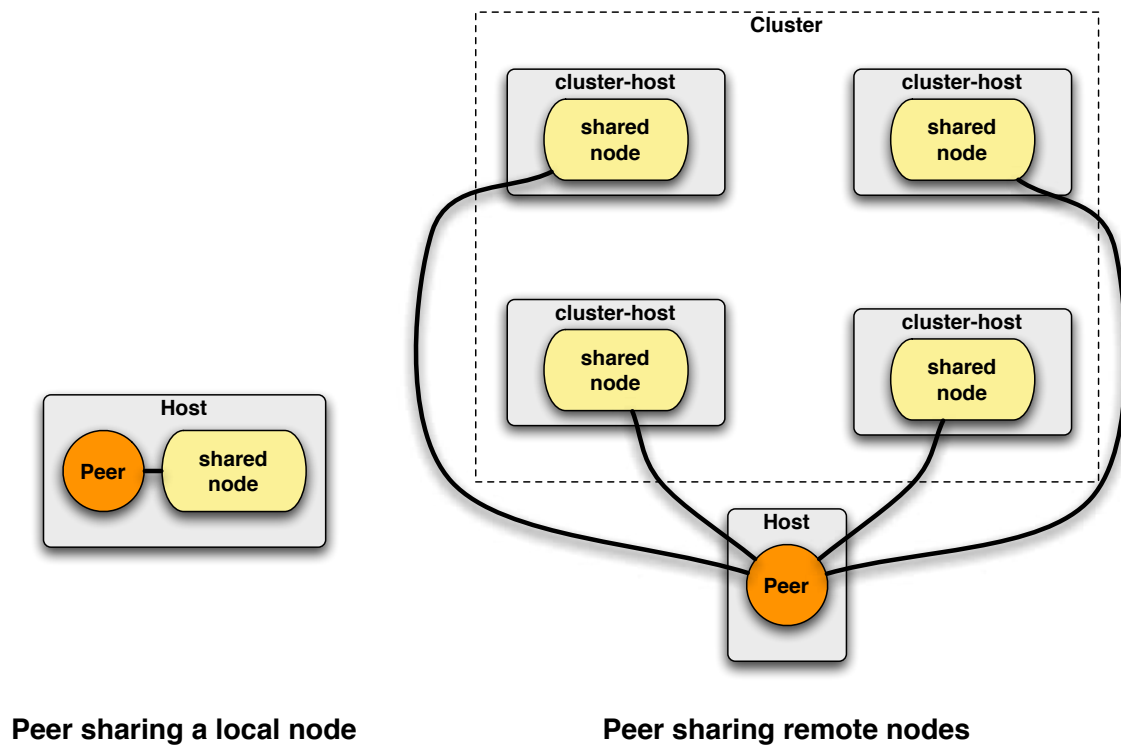 Cluster
cluster-host
shared
node
cluster-host
shared
node
cluster-host
shared
node
cluster-host
shared
node
Host
Peer
shared
node
Host
Peer
Peer sharing a local node
Peer sharing remote nodes